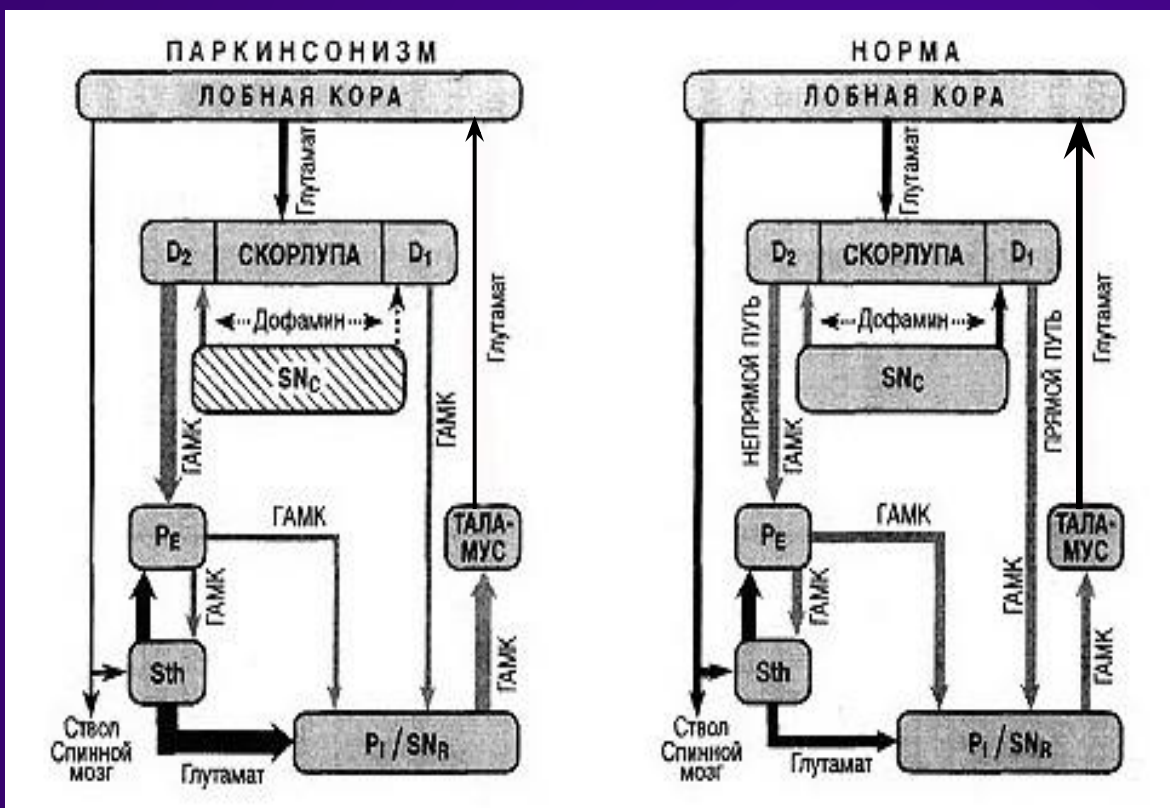 ПАРКИНСОНИЗМ
ЛОБНАЯ КОРА
Глутамат
D2 СКОРЛУПА D1
Дофамин
SNC
Глутамат
ГАМК
ГАМК
PE
ГАМК
ТАЛА-
МУС
ГАМК
Sth
ГАМК
Ствол
Спинной
мозг
PI / SNR
Глутамат
НОРМА
ЛОБНАЯ КОРА
Глутамат
D2 СКОРЛУПА D1
Дофамин
SNC
Глутамат
НЕПРЯМОЙ ПУТЬ
ГАМК
ПРЯМОЙ ПУТЬ
PE
ГАМК
ТАЛА-
МУС
ГАМК
ГАМК
Sth
ГАМК
Ствол
Спинной
мозг
PI / SNR
Глутамат